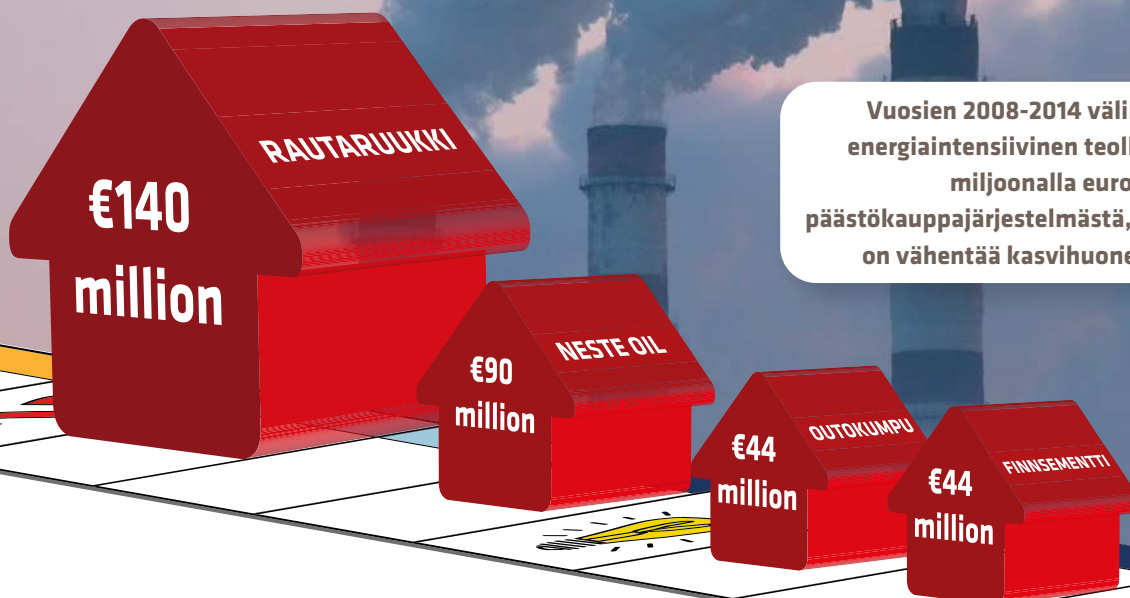 RAUTARUUKKI
€140
million
NESTE OIL
€90
million
OUTOKUMPU
€44
million
FINNSEMENTTI
€44
million
Vuosien 2008-2014 väli
energiaintensiivinen teoll
miljoonalla euro
päästökauppajärjestelmästä,
on vähentää kasvihuone